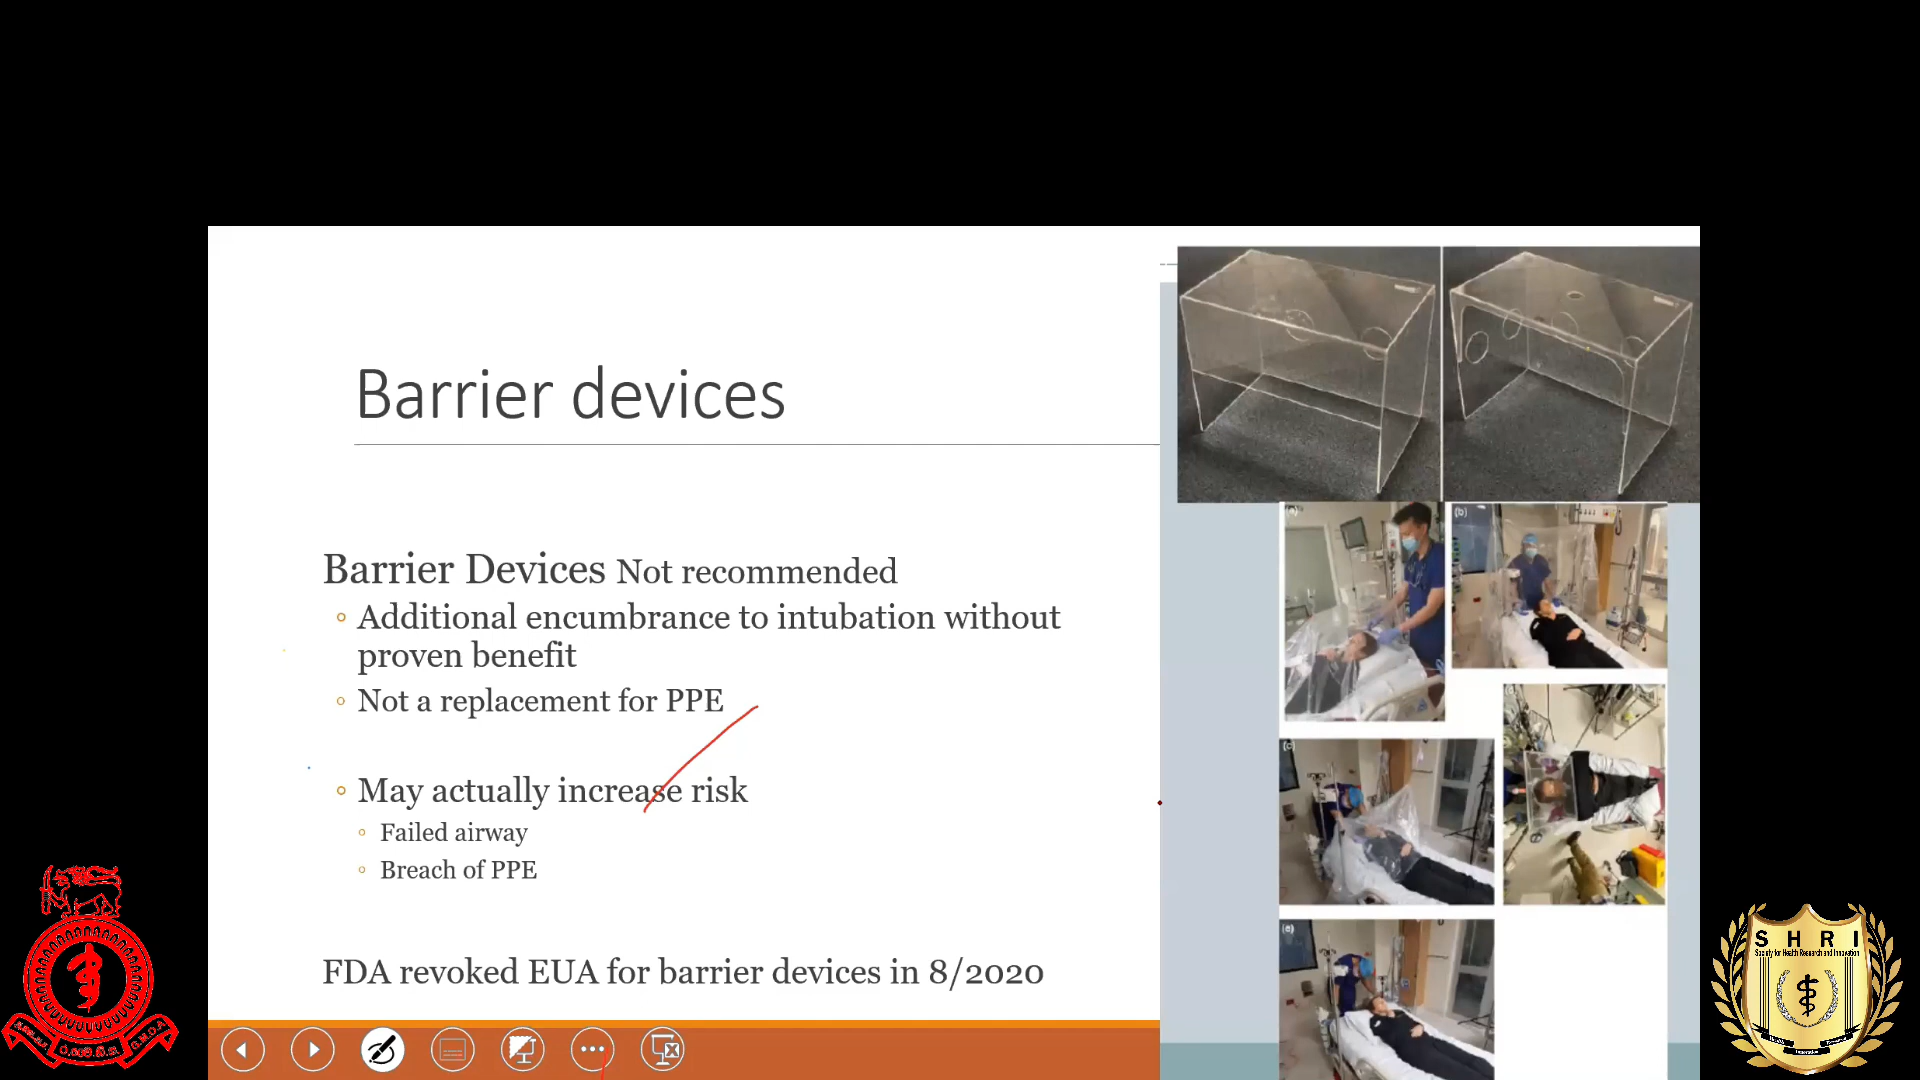 Barrier devices
Barrier Devices Not recommended
Additional encumbrance to intubation without
proven benefit
Not a replacement for PPE
May actually increase risk
Failed airway
Breach of PPE
FDA revoked EUA for barrier devices in 8/2020
(a)
(b)
(c)
(e)
G.M.O.A.
S H R I
Society for Health Research and Innovation